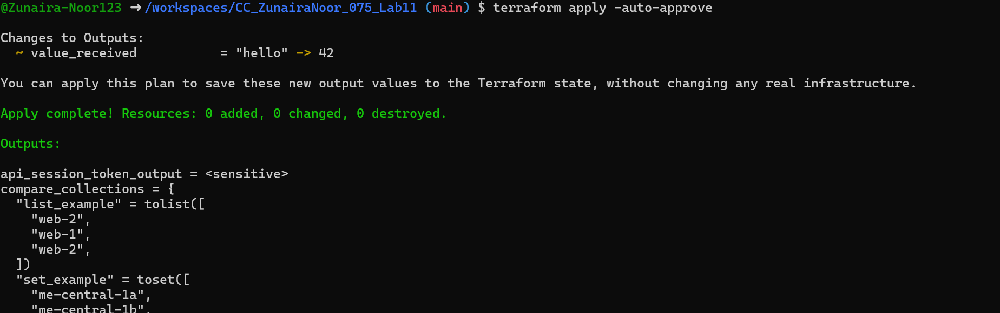 @Zunaira-Noor123 ➜ /workspaces/CC_ZunairaNoor_075_Lab11 (main) $ terraform apply -auto-approve
Changes to Outputs:
  ~ value_received           = "hello" -> 42
You can apply this plan to save these new output values to the Terraform state, without changing any real infrastructure.
Apply complete! Resources: 0 added, 0 changed, 0 destroyed.
Outputs:
api_session_token_output = <sensitive>
compare_collections = {
  "list_example" = tolist([
    "web-2",
    "web-1",
    "web-2",
  ])
  "set_example" = toset([
    "me-central-1a",
    "me-central-1b",